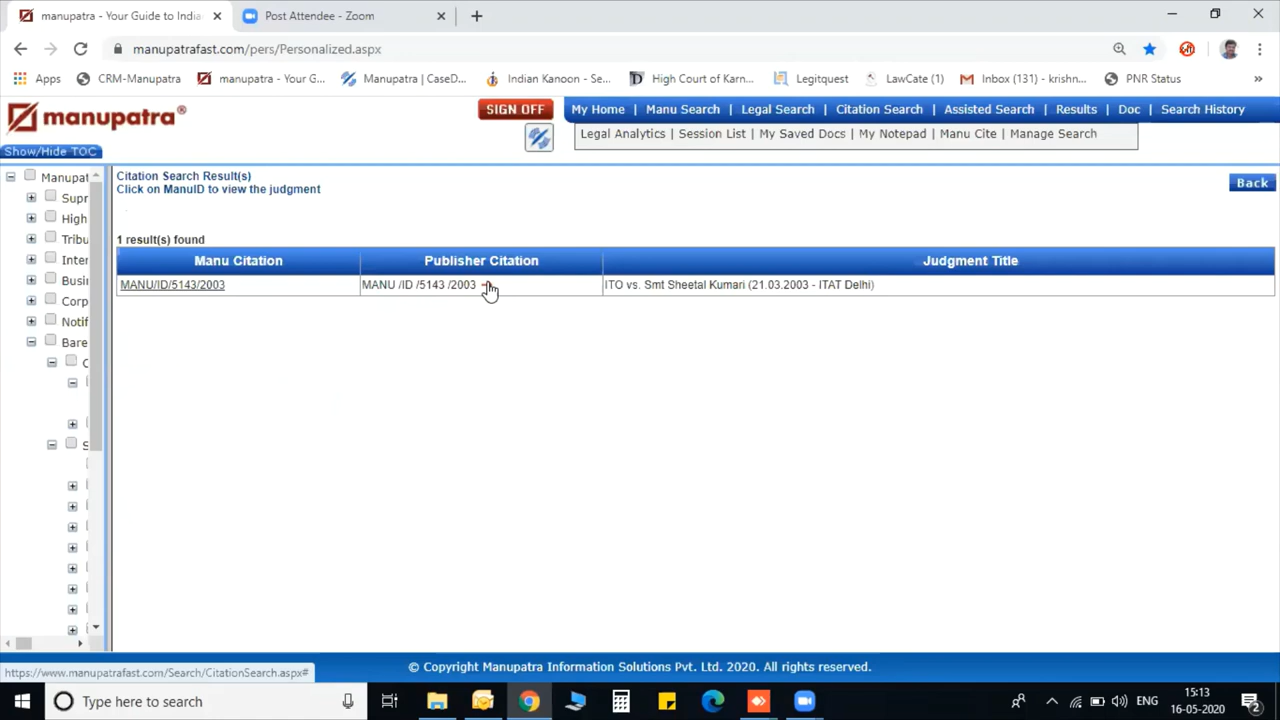 manupatra - Your Guide to India
Post Attendee - Zoom
manupatrafast.com/pers/Personalized.aspx
Apps
CRM-Manupatra
manupatra - Your G...
Manupatra | CaseD...
Indian Kanoon - Se...
High Court of Karn...
Legitquest
LawCate (1)
Inbox (131) - krishn...
PNR Status
»
manupatra®
SIGN OFF
My Home | Manu Search | Legal Search | Citation Search | Assisted Search | Results | Doc | Search History
Legal Analytics | Session List | My Saved Docs | My Notepad | Manu Cite | Manage Search
Show/Hide TOC
Manupat
Supr
High
Tribu
Inter
Busi
Corp
Notif
Bare
C
S
Citation Search Result(s)
Click on ManuID to view the judgment
Back
1 result(s) found
Manu Citation
Publisher Citation
Judgment Title
MANU/ID/5143/2003
MANU /ID /5143 /2003
ITO vs. Smt Sheetal Kumari (21.03.2003 - ITAT Delhi)
https://www.manupatrafast.com/Search/CitationSearch.aspx#
© Copyright Manupatra Information Solutions Pvt. Ltd. 2020. All rights reserved.
Type here to search
ENG
15:13
16-05-2020
2